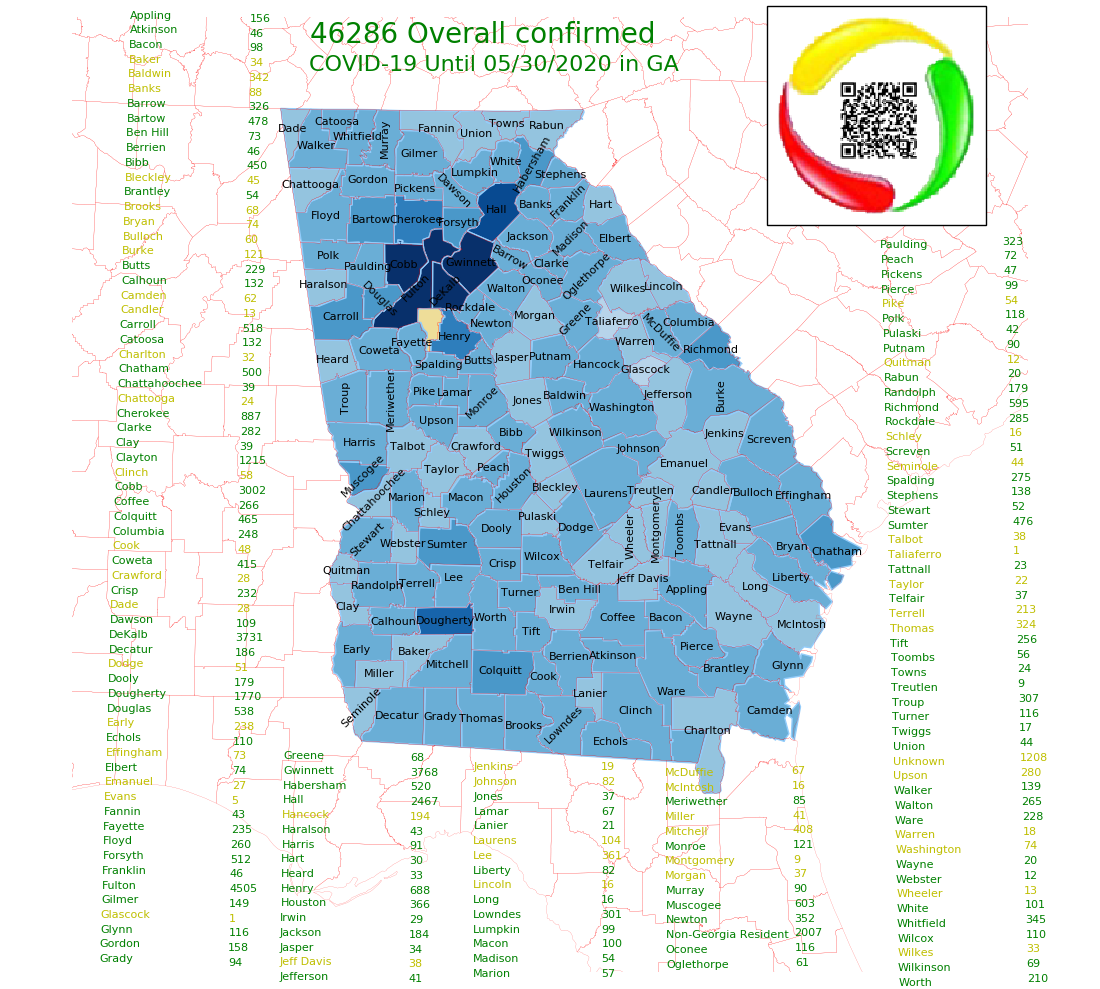 46286 Overall confirmed
COVID-19 Until 05/30/2020 in GA
Appling 156
Atkinson 46
Bacon 98
Baker 34
Baldwin 342
Banks 88
Barrow 326
Bartow 478
Ben Hill 73
Berrien 46
Bibb 450
Bleckley 45
Brantley 54
Brooks 68
Bryan 74
Bulloch 60
Burke 121
Butts 229
Calhoun 132
Camden 62
Candler 13
Carroll 518
Catoosa 132
Charlton 32
Chatham 500
Chattahoochee 39
Chattooga 24
Cherokee 887
Clarke 282
Clay 39
Clayton 1215
Clinch 58
Cobb 3002
Coffee 266
Colquitt 465
Columbia 248
Cook 48
Coweta 415
Crawford 28
Crisp 232
Dade 28
Dawson 109
DeKalb 3731
Decatur 186
Dodge 51
Dooly 179
Dougherty 1770
Douglas 538
Early 238
Echols 110
Effingham 73
Elbert 74
Emanuel 27
Evans 5
Fannin 43
Fayette 235
Floyd 260
Forsyth 512
Franklin 46
Fulton 4505
Gilmer 149
Glascock 1
Glynn 116
Gordon 158
Grady 94
Greene 68
Gwinnett 3768
Habersham 520
Hall 2467
Hancock 194
Haralson 43
Harris 91
Hart 30
Heard 33
Henry 688
Houston 366
Irwin 29
Jackson 184
Jasper 34
Jeff Davis 38
Jefferson 41
Jenkins 19
Johnson 82
Jones 37
Lamar 67
Lanier 21
Laurens 104
Lee 361
Liberty 82
Lincoln 16
Long 16
Lowndes 301
Lumpkin 99
Macon 100
Madison 54
Marion 57
McDuffie 67
McIntosh 16
Meriwether 85
Miller 41
Mitchell 408
Monroe 121
Montgomery 9
Morgan 37
Murray 90
Muscogee 603
Newton 352
Non-Georgia Resident 2007
Oconee 116
Oglethorpe 61
Paulding 323
Peach 72
Pickens 47
Pierce 99
Pike 54
Polk 118
Pulaski 42
Putnam 90
Quitman 12
Rabun 20
Randolph 179
Richmond 595
Rockdale 285
Schley 16
Screven 51
Seminole 44
Spalding 275
Stephens 138
Stewart 52
Sumter 476
Talbot 38
Taliaferro 1
Tattnall 23
Taylor 22
Telfair 37
Terrell 213
Thomas 324
Tift 256
Toombs 56
Towns 24
Treutlen 9
Troup 307
Turner 116
Twiggs 17
Union 44
Unknown 1208
Upson 280
Walker 139
Walton 265
Ware 228
Warren 18
Washington 74
Wayne 20
Webster 12
Wheeler 13
White 101
Whitfield 345
Wilcox 110
Wilkes 33
Wilkinson 69
Worth 210
Dade
Catoosa
Whitfield
Walker
Murray
Fannin
Union
Towns
Rabun
Gilmer
White
Habersham
Stephens
Lumpkin
Chattooga
Gordon
Pickens
Dawson
Franklin
Hart
Banks
Hall
Floyd
Bartow
Cherokee
Forsyth
Jackson
Madison
Elbert
Polk
Paulding
Cobb
Gwinnett
Barrow
Clarke
Oglethorpe
Oconee
Wilkes
Lincoln
Haralson
Douglas
Fulton
DeKalb
Walton
Rockdale
Carroll
Newton
Morgan
Greene
Taliaferro
McDuffie
Columbia
Fayette
Henry
Warren
Richmond
Coweta
Heard
Spalding
Butts
Jasper
Putnam
Hancock
Glascock
Troup
Meriwether
Pike
Lamar
Monroe
Jones
Baldwin
Washington
Jefferson
Burke
Upson
Bibb
Wilkinson
Jenkins
Screven
Harris
Talbot
Crawford
Twiggs
Johnson
Emanuel
Muscogee
Taylor
Peach
Houston
Bleckley
Laurens
Treutlen
Candler
Bulloch
Effingham
Chattahoochee
Marion
Macon
Schley
Pulaski
Dooly
Dodge
Wheeler
Montgomery
Toombs
Evans
Tattnall
Stewart
Webster
Sumter
Bryan
Chatham
Wilcox
Crisp
Telfair
Quitman
Randolph
Terrell
Lee
Turner
Ben Hill
Jeff Davis
Appling
Long
Liberty
Clay
Calhoun
Dougherty
Worth
Irwin
Coffee
Bacon
Wayne
McIntosh
Tift
Early
Baker
Mitchell
Berrien
Atkinson
Pierce
Miller
Colquitt
Cook
Brantley
Glynn
Seminole
Decatur
Grady
Thomas
Brooks
Lowndes
Lanier
Ware
Clinch
Echols
Charlton
Camden